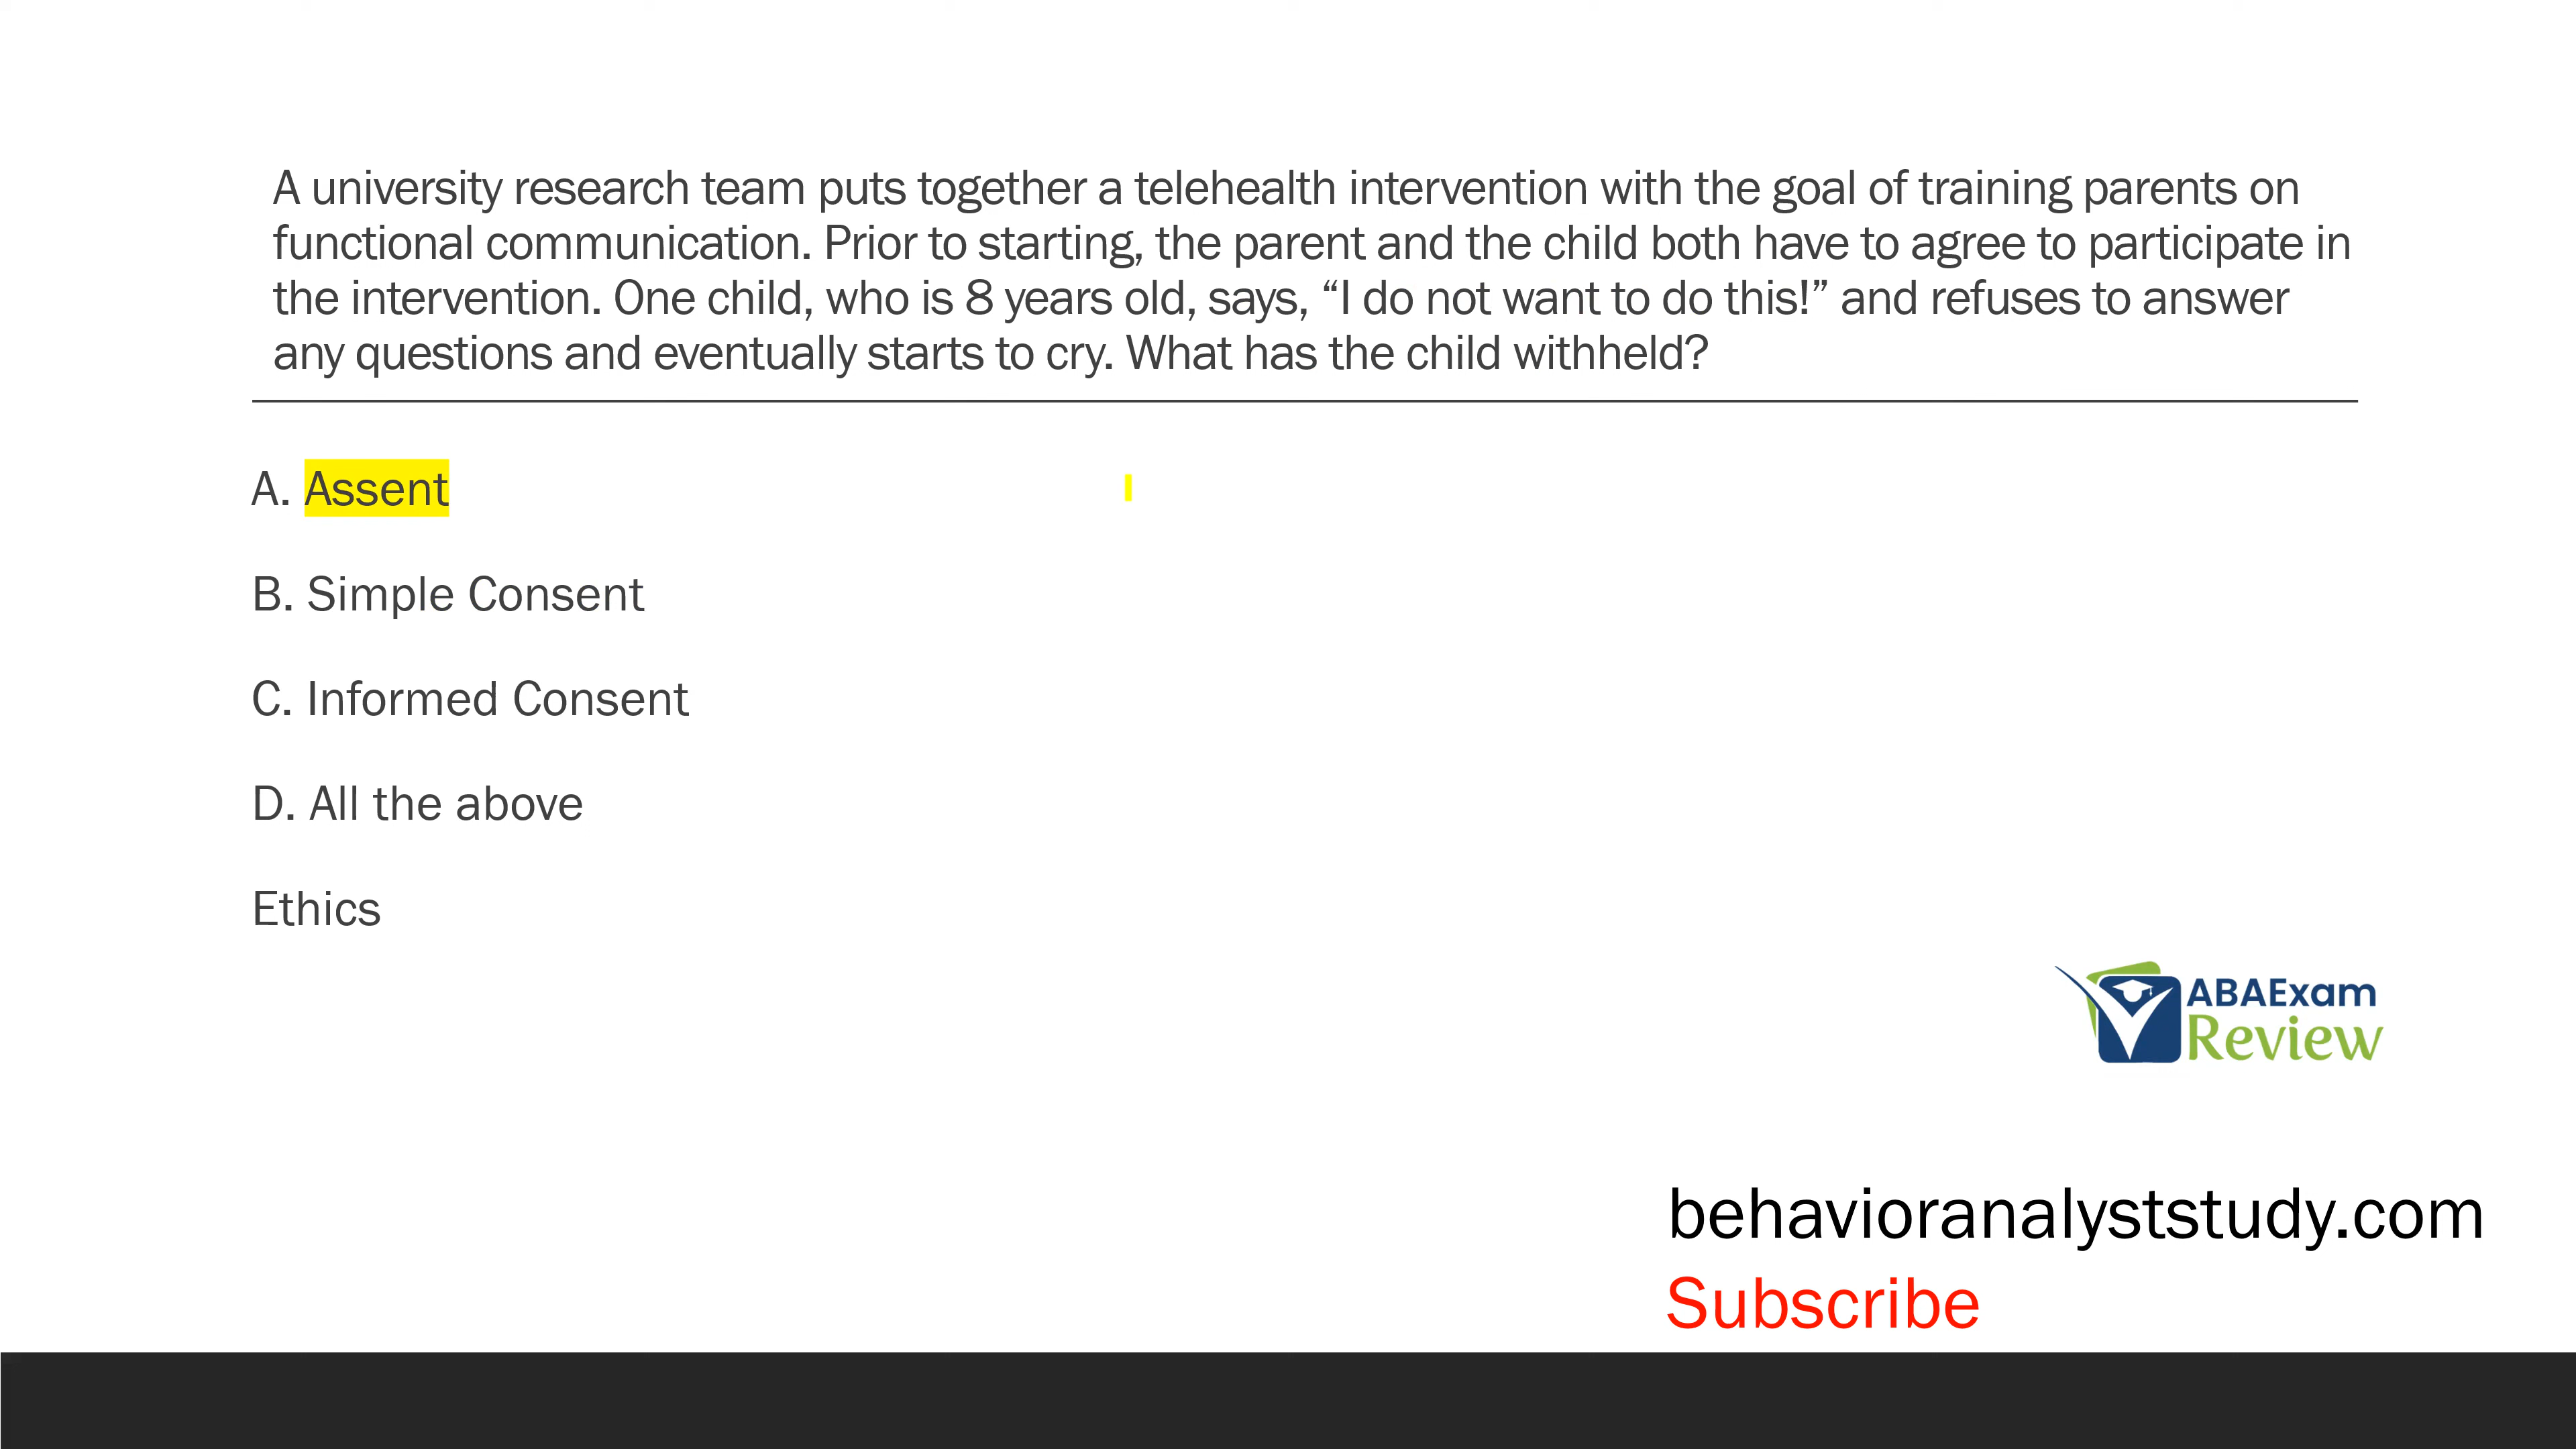 A university research team puts together a telehealth intervention with the goal of training parents on
functional communication. Prior to starting, the parent and the child both have to agree to participate in
the intervention. One child, who is 8 years old, says, “I do not want to do this!” and refuses to answer
any questions and eventually starts to cry. What has the child withheld?
A. Assent
B. Simple Consent
C. Informed Consent
D. All the above
Ethics
ABAExam
Review
behavioranalyststudy.com
Subscribe